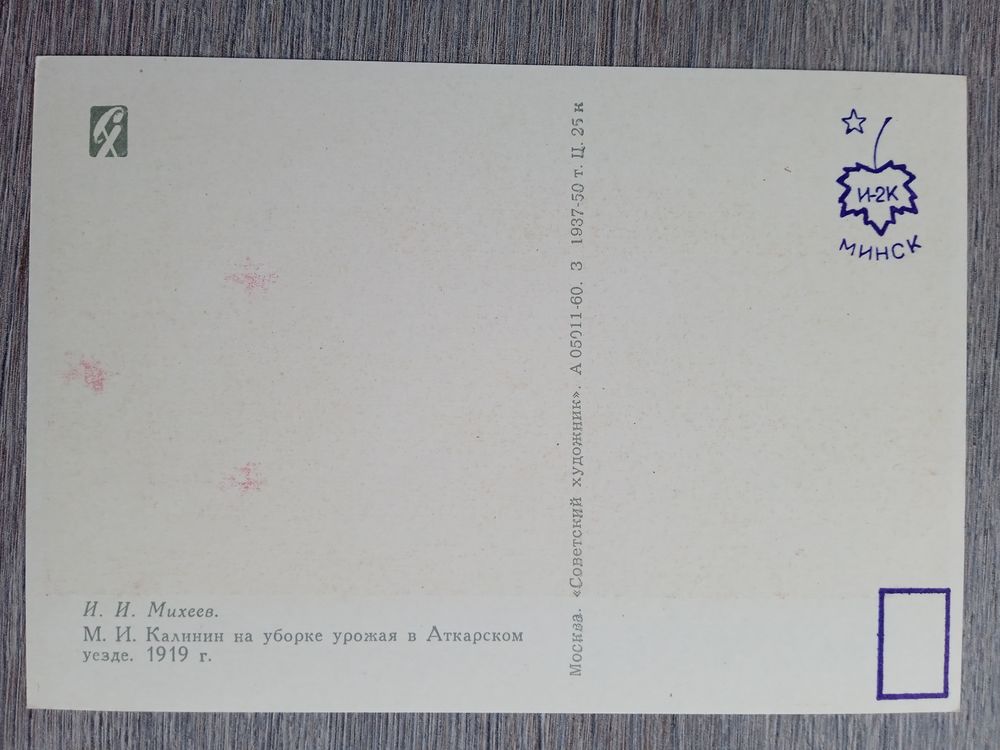 И. И. Михеев.
М. И. Калинин на уборке урожая в Аткарском
уезде. 1919 г.
Москва. «Советский художник». А 05011-60. З 1937-50 т. Ц. 25 к
И-2К
МИНСК